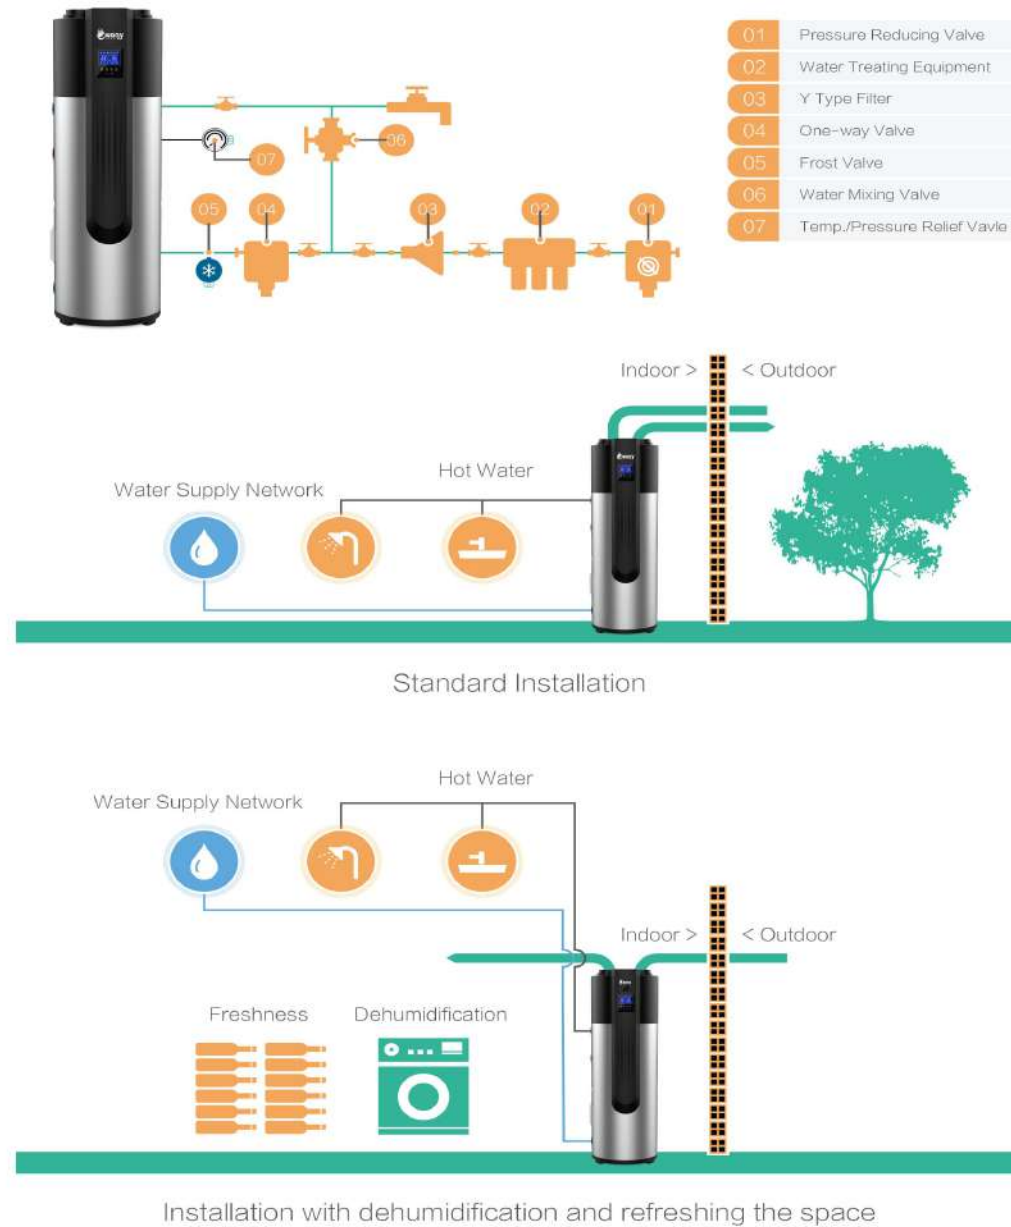 01 Pressure Reducing Valve
02 Water Treating Equipment
03 Y Type Filter
04 One-way Valve
05 Frost Valve
06 Water Mixing Valve
07 Temp./Pressure Relief Vavle
06
07
05 04 03 02 01
Indoor > < Outdoor
Hot Water
Water Supply Network
Standard Installation
Hot Water
Water Supply Network
Indoor > < Outdoor
Freshness Dehumidification
Installation with dehumidification and refreshing the space